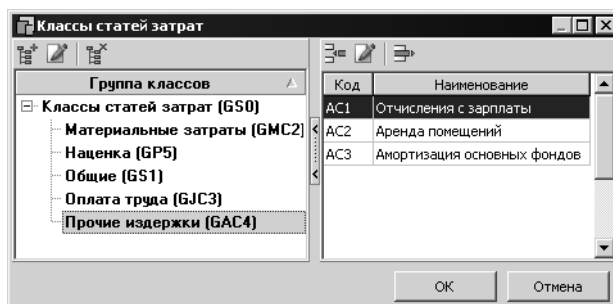 Классы статей затрат
Группа классов
Классы статей затрат (GS0)
Материальные затраты (GMC2)
Наценка (GP5)
Общие (GS1)
Оплата труда (GJC3)
Прочие издержки (GAC4)
Код Наименование
AC1 Отчисления с зарплаты
AC2 Аренда помещений
AC3 Амортизация основных фондов
ОК Отмена